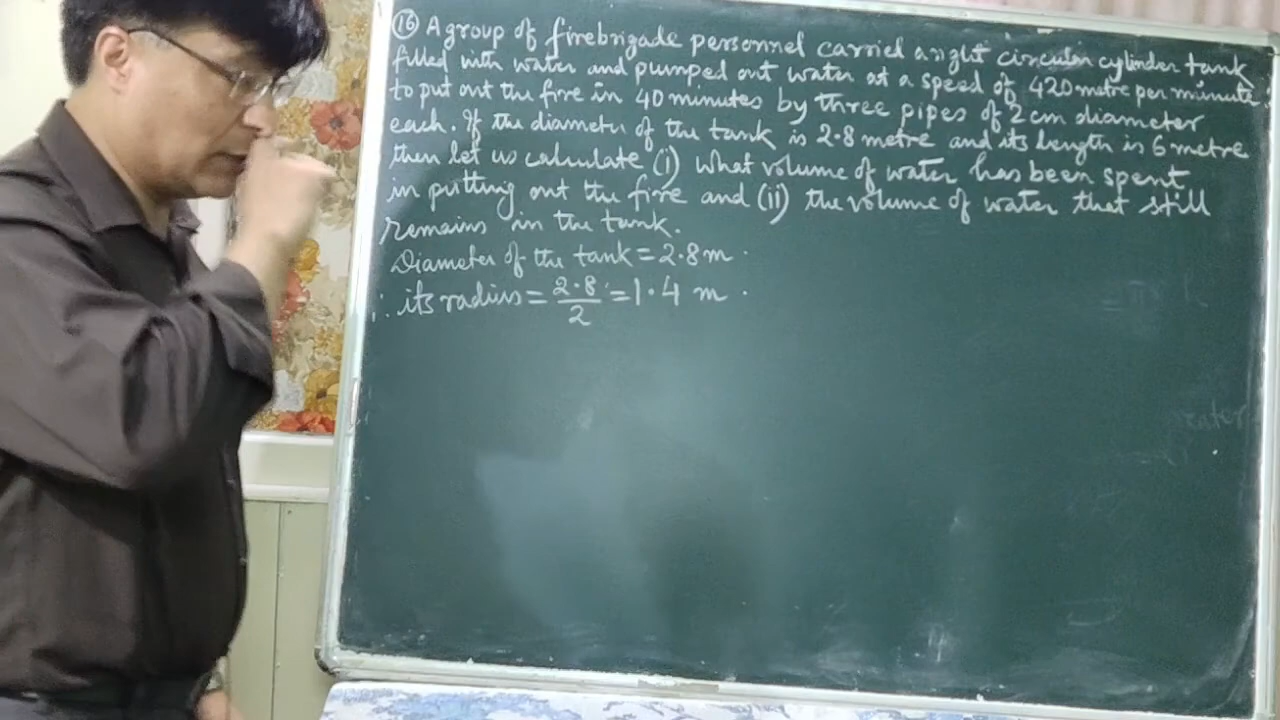 (16) A group of firebrigade personnel carried a right circular cylinder tank
filled with water and pumped out water at a speed of 420 metre per minute
to put out the fire in 40 minutes by three pipes of 2 cm diameter
each. If the diameter of the tank is 2.8 metre and its length is 6 metre
then let us calculate (i) What volume of water has been spent
in putting out the fire and (ii) the volume of water that still
remains in the tank.
Diameter of the tank = 2.8 m.
∴ its radius = 2.8/2 = 1.4 m.